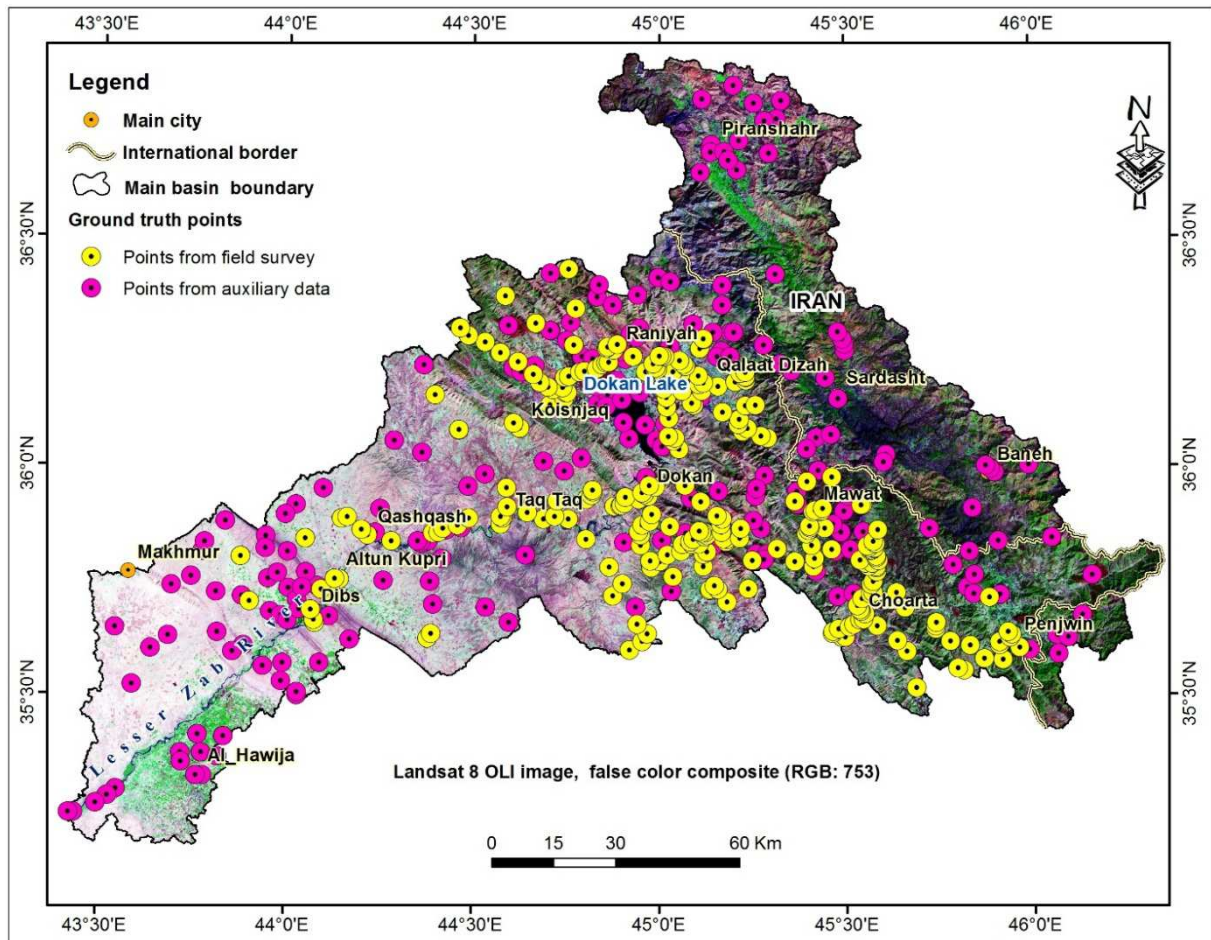 43°30'E 44°0'E 44°30'E 45°0'E 45°30'E 46°0'E
Legend
Main city
International border
Main basin boundary
Ground truth points
Points from field survey
Points from auxiliary data
N
Piranshahr
36°30'N 36°30'N
IRAN
Raniyah
Qalaat Dizah
Dokan Lake
Sardasht
Koisnjaq
36°0'N 36°0'N
Baneh
Dokan
Mawat
Taq Taq
Qashqash
Makhmur
Altun Kupri
Dibs
Choarta
Penjwin
Lesser Zab River
35°30'N 35°30'N
Al_Hawija
Landsat 8 OLI image, false color composite (RGB: 753)
0 15 30 60 Km
43°30'E 44°0'E 44°30'E 45°0'E 45°30'E 46°0'E